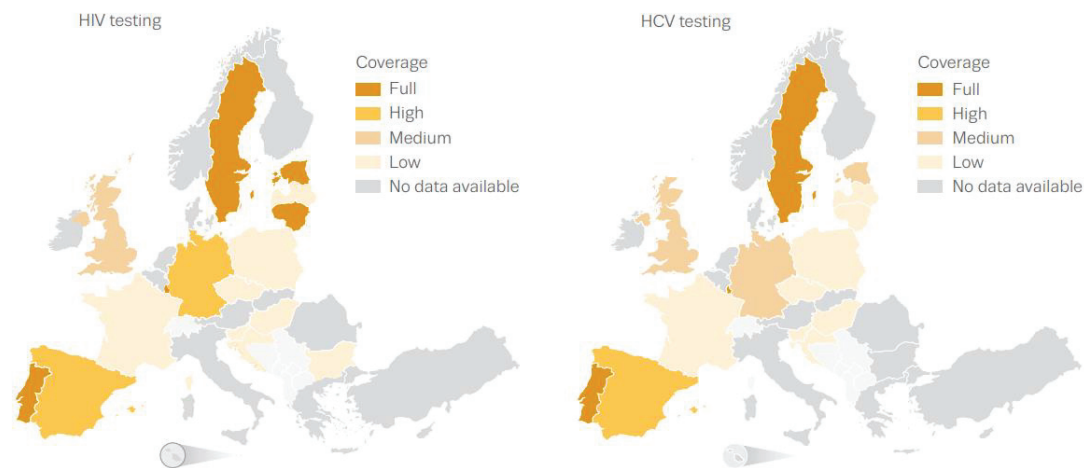 HIV testing
Coverage
Full
High
Medium
Low
No data available
HCV testing
Coverage
Full
High
Medium
Low
No data available